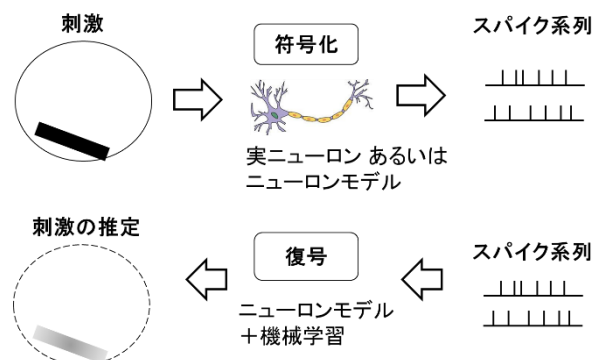 刺激
符号化
スパイク系列
実ニューロン あるいは
ニューロンモデル
刺激の推定
復号
スパイク系列
ニューロンモデル
＋機械学習